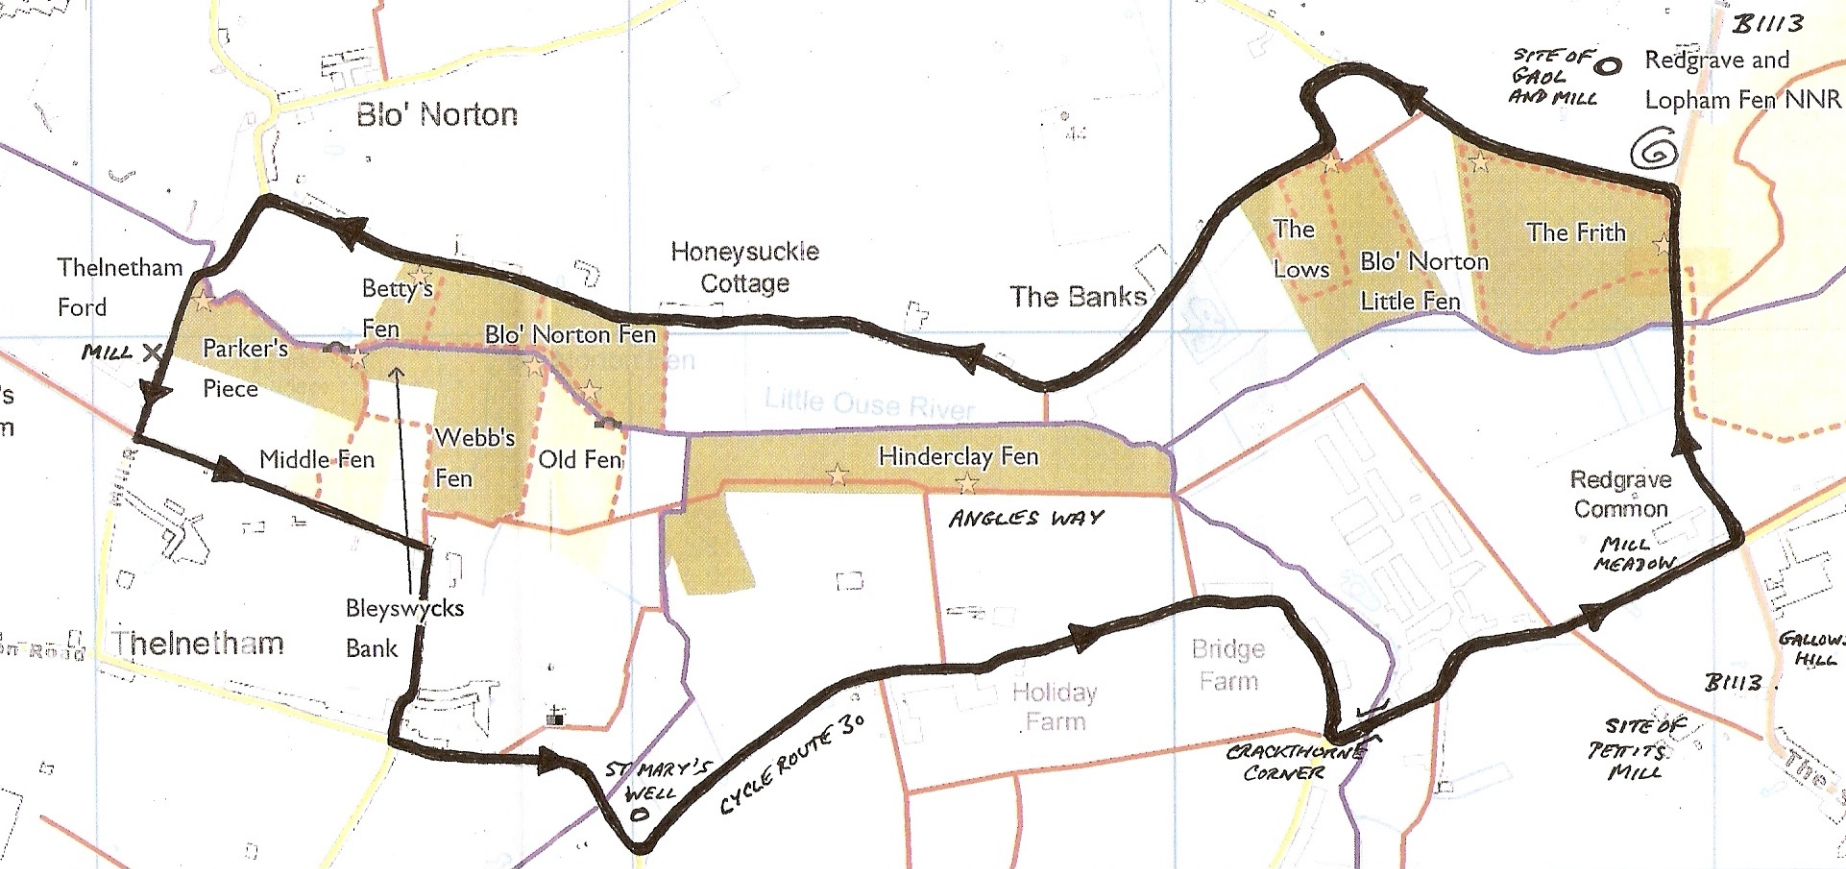 B1113
SITE OF
GAOL
AND MILL
Redgrave and
Lopham Fen NNR
Blo' Norton
Thelnetham
Ford
MILL
Betty's
Fen
Honeysuckle
Cottage
The Banks
The
Lows
Blo' Norton
Little Fen
The Frith
Parker's
Piece
Blo' Norton Fen
Little Ouse River
's
m
Middle Fen
Webb's
Fen
Old Fen
Hinderclay Fen
ANGLES WAY
Redgrave
Common
MILL
MEADOW
Bleyswycks
Bank
Thelnetham
Road
Bridge
Farm
Holiday
Farm
GALLOWS
HILL
B1113
ST MARY'S
WELL
CYCLE ROUTE 30
CRACKTHORNE
CORNER
SITE OF
PETTITS
MILL
The